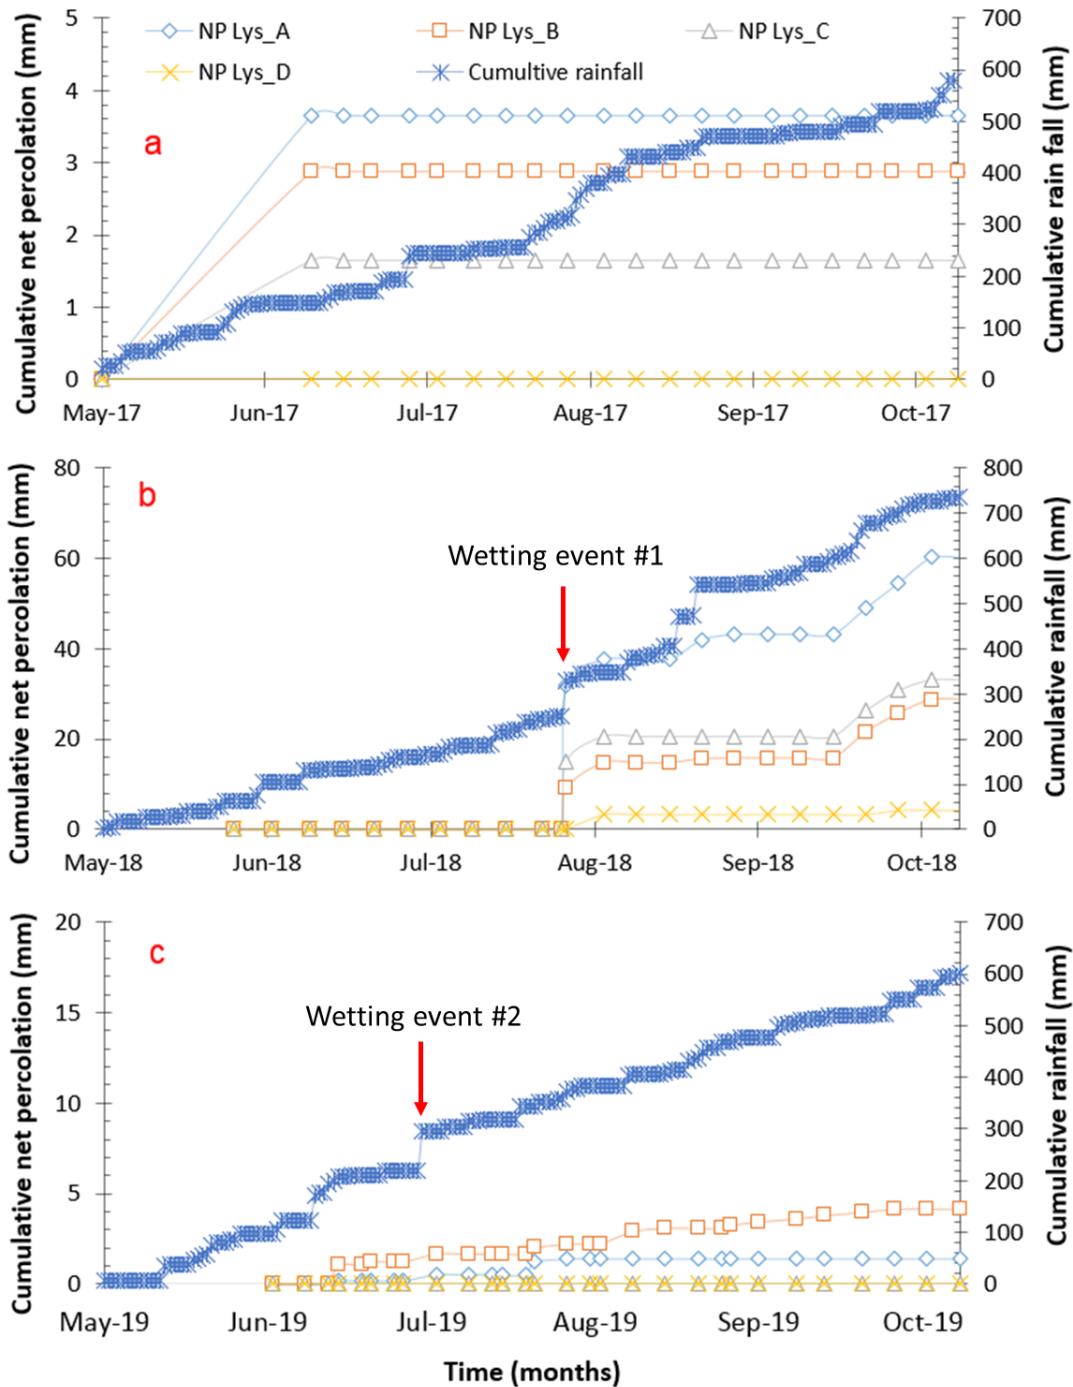 NP Lys_A NP Lys_B NP Lys_C
NP Lys_D Cumultive rainfall
a
Cumulative net percolation (mm)
5
4
3
2
1
0
700
600
500
400
300
200
100
0
Cumulative rain fall (mm)
May-17 Jun-17 Jul-17 Aug-17 Sep-17 Oct-17
b
Wetting event #1
Cumulative net percolation (mm)
80
60
40
20
0
800
700
600
500
400
300
200
100
0
Cumulative rainfall (mm)
May-18 Jun-18 Jul-18 Aug-18 Sep-18 Oct-18
c
Wetting event #2
Cumulative net percolation (mm)
20
15
10
5
0
700
600
500
400
300
200
100
0
Cumulative rainfall (mm)
May-19 Jun-19 Jul-19 Aug-19 Sep-19 Oct-19
Time (months)